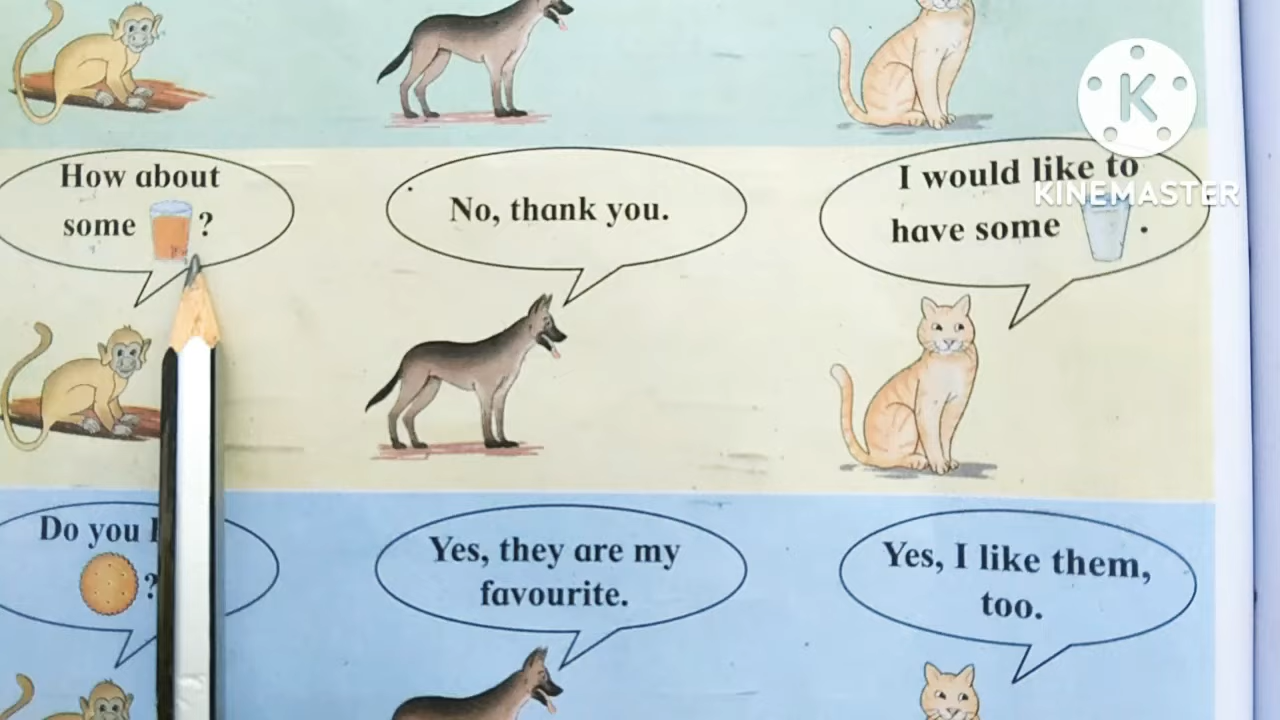 How about
some ?
No, thank you.
I would like to
have some .
K
KINEMASTER
Do you
?
Yes, they are my
favourite.
Yes, I like them,
too.